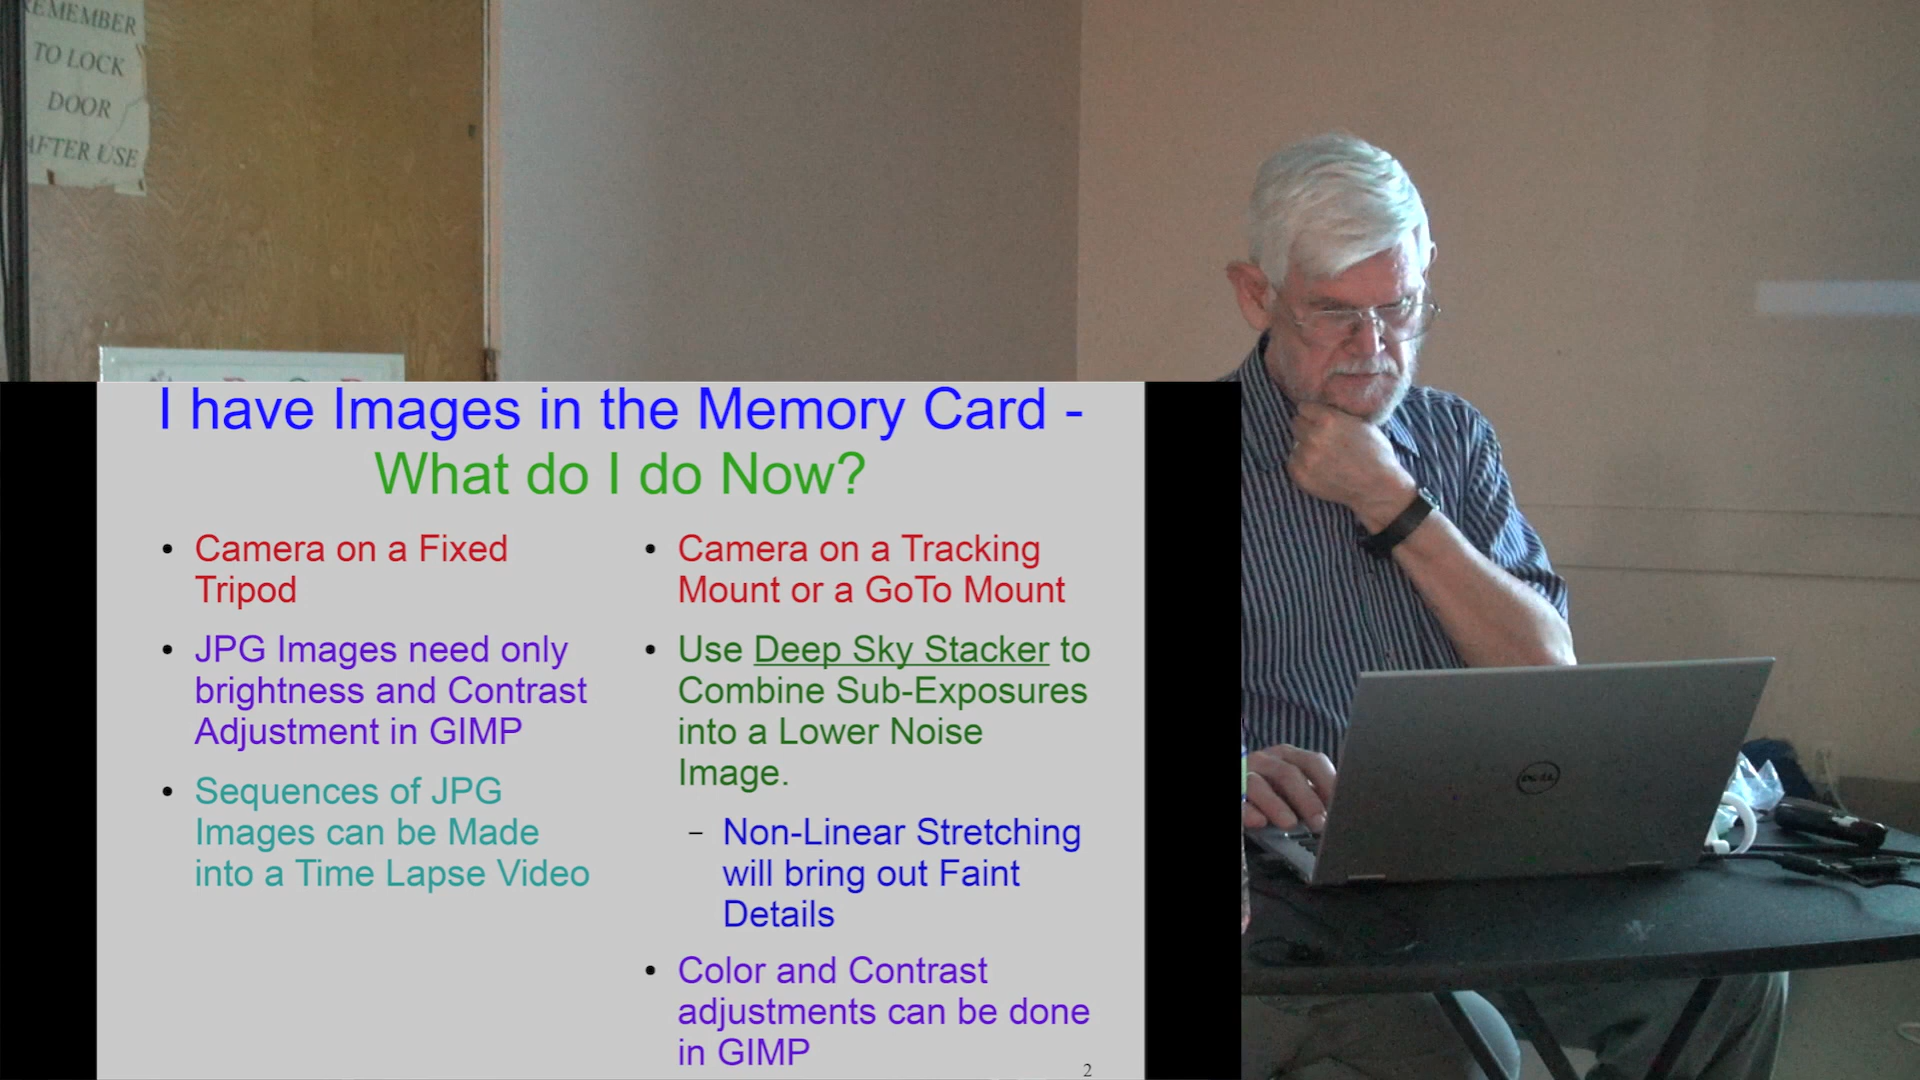 REMEMBER
TO LOCK
DOOR
AFTER USE
I have Images in the Memory Card -
What do I do Now?
• Camera on a Fixed
Tripod
• JPG Images need only
brightness and Contrast
Adjustment in GIMP
• Sequences of JPG
Images can be Made
into a Time Lapse Video
• Camera on a Tracking
Mount or a GoTo Mount
• Use Deep Sky Stacker to
Combine Sub-Exposures
into a Lower Noise
Image.
– Non-Linear Stretching
will bring out Faint
Details
• Color and Contrast
adjustments can be done
in GIMP
2
DELL